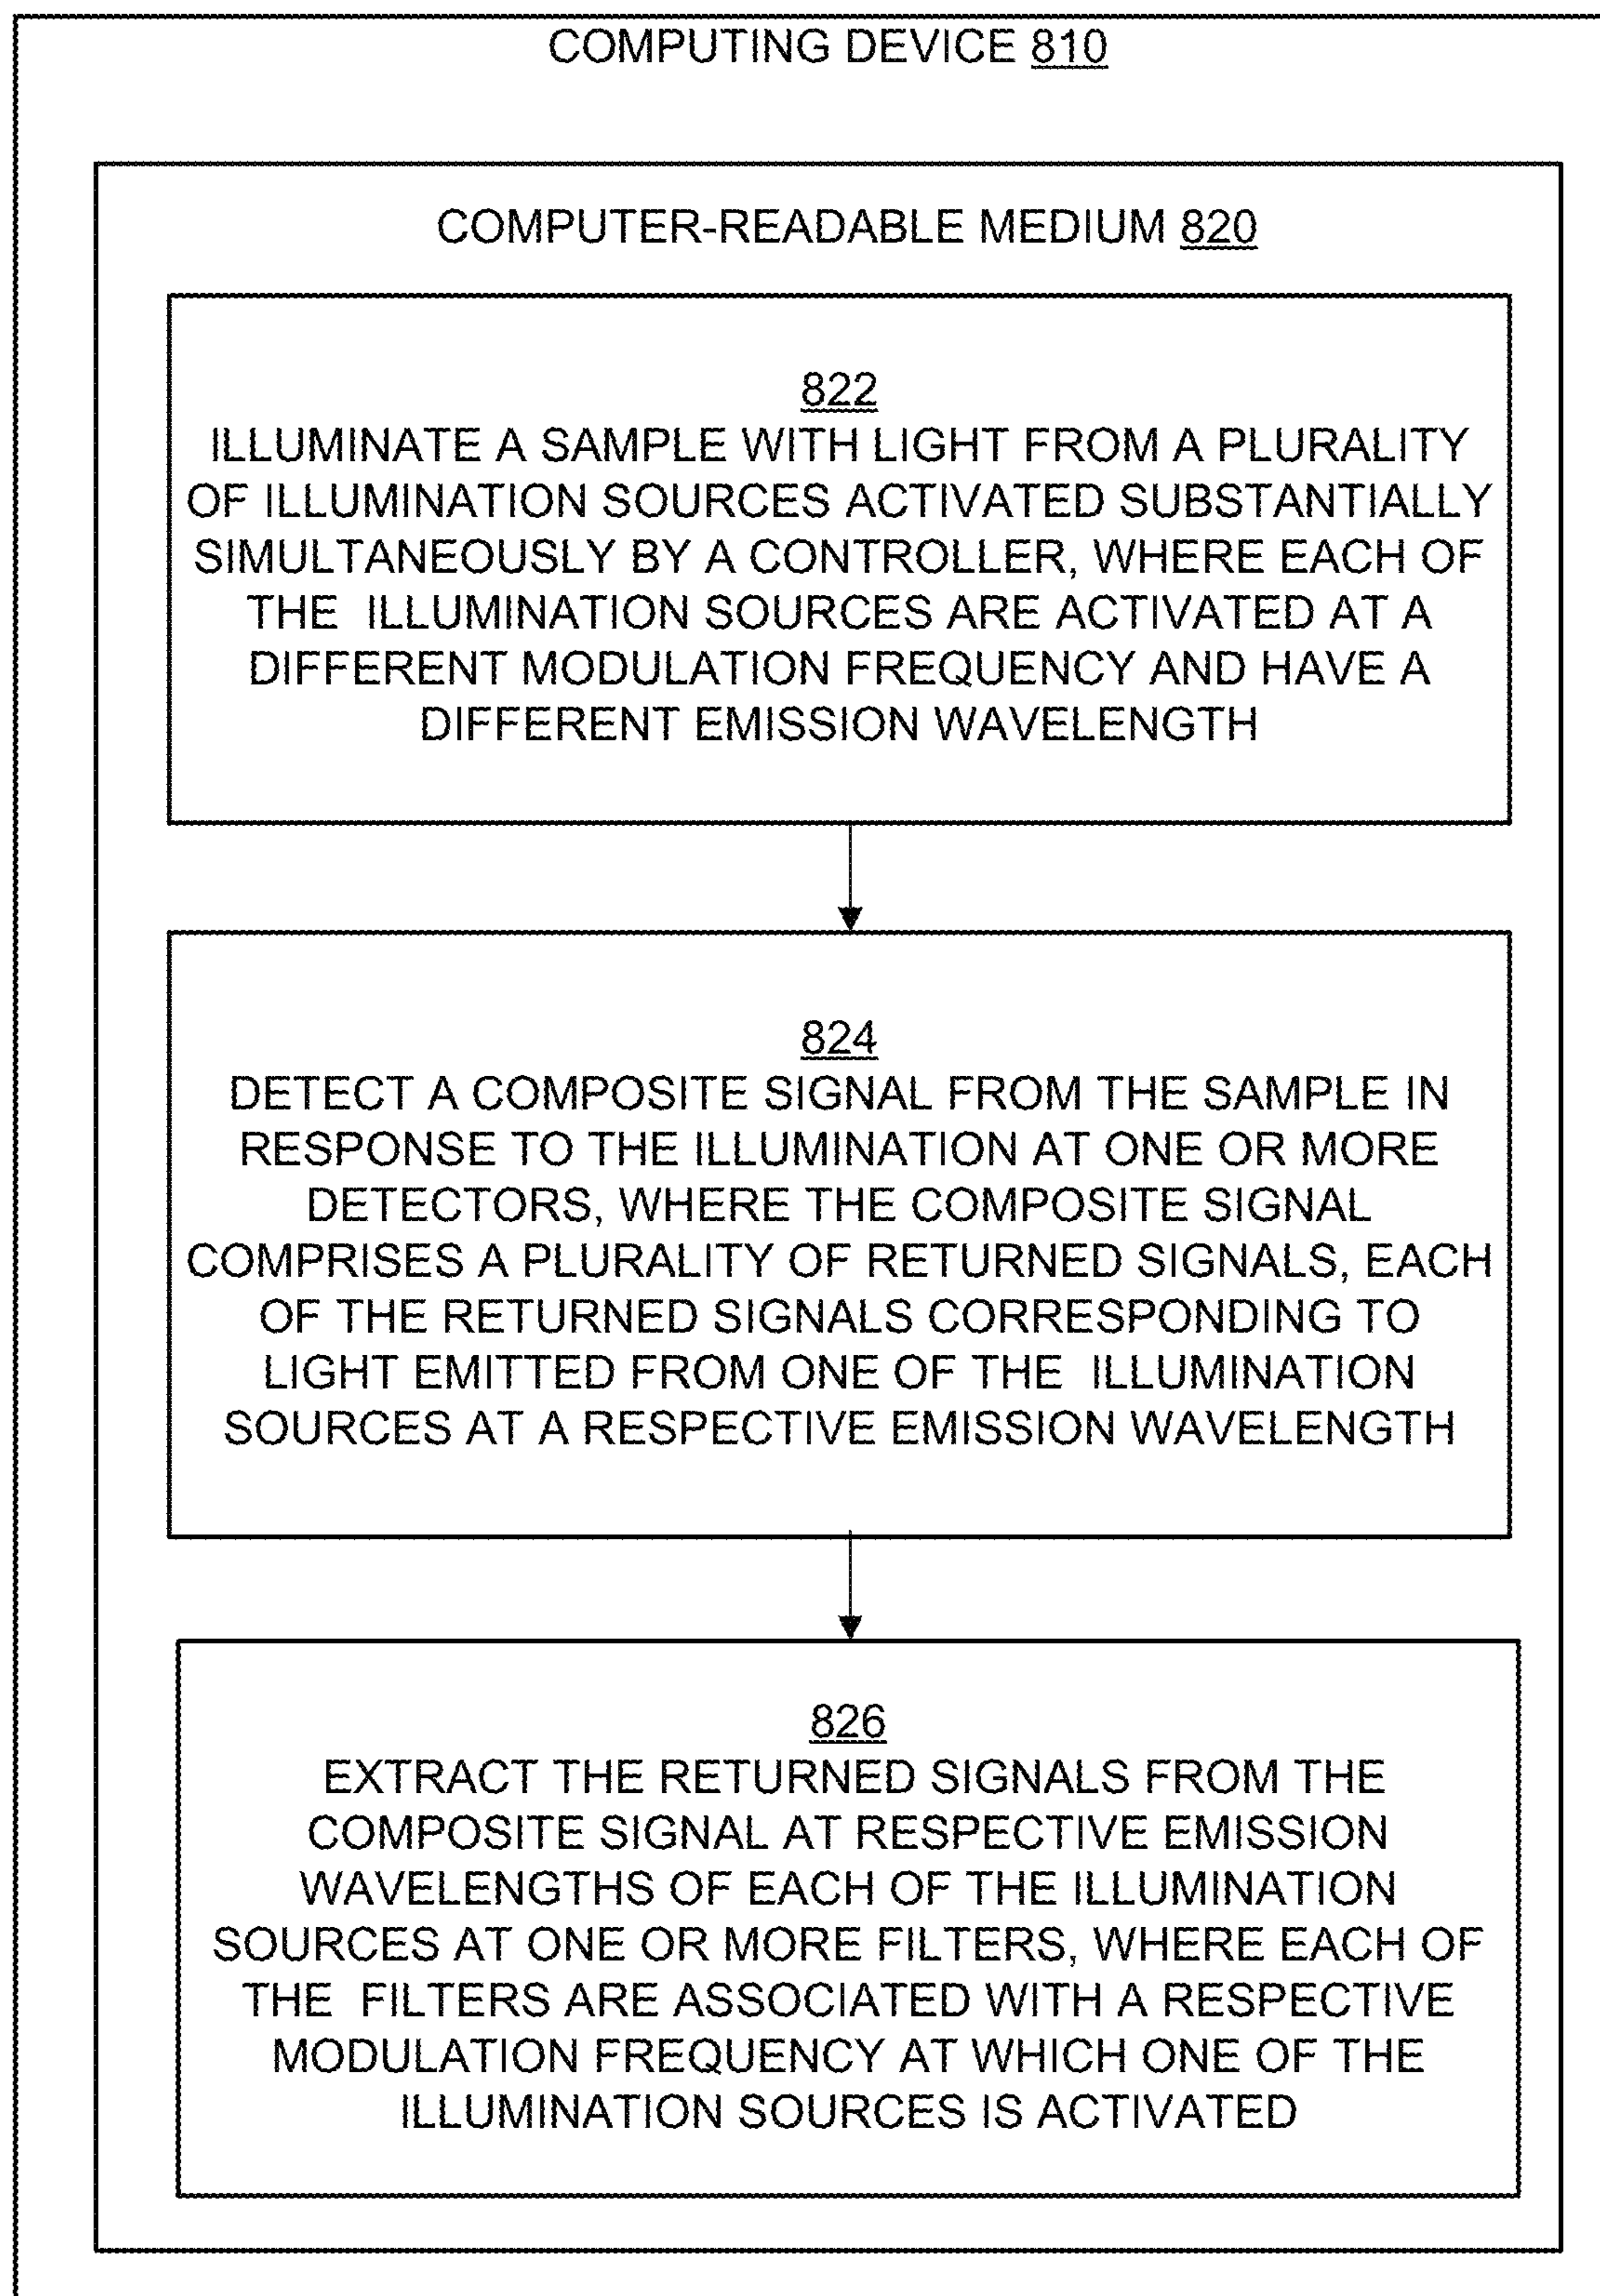 COMPUTING DEVICE 810
COMPUTER-READABLE MEDIUM 820
822
ILLUMINATE A SAMPLE WITH LIGHT FROM A PLURALITY
OF ILLUMINATION SOURCES ACTIVATED SUBSTANTIALLY
SIMULTANEOUSLY BY A CONTROLLER, WHERE EACH OF
THE ILLUMINATION SOURCES ARE ACTIVATED AT A
DIFFERENT MODULATION FREQUENCY AND HAVE A
DIFFERENT EMISSION WAVELENGTH
824
DETECT A COMPOSITE SIGNAL FROM THE SAMPLE IN
RESPONSE TO THE ILLUMINATION AT ONE OR MORE
DETECTORS, WHERE THE COMPOSITE SIGNAL
COMPRISES A PLURALITY OF RETURNED SIGNALS, EACH
OF THE RETURNED SIGNALS CORRESPONDING TO
LIGHT EMITTED FROM ONE OF THE ILLUMINATION
SOURCES AT A RESPECTIVE EMISSION WAVELENGTH
826
EXTRACT THE RETURNED SIGNALS FROM THE
COMPOSITE SIGNAL AT RESPECTIVE EMISSION
WAVELENGTHS OF EACH OF THE ILLUMINATION
SOURCES AT ONE OR MORE FILTERS, WHERE EACH OF
THE FILTERS ARE ASSOCIATED WITH A RESPECTIVE
MODULATION FREQUENCY AT WHICH ONE OF THE
ILLUMINATION SOURCES IS ACTIVATED